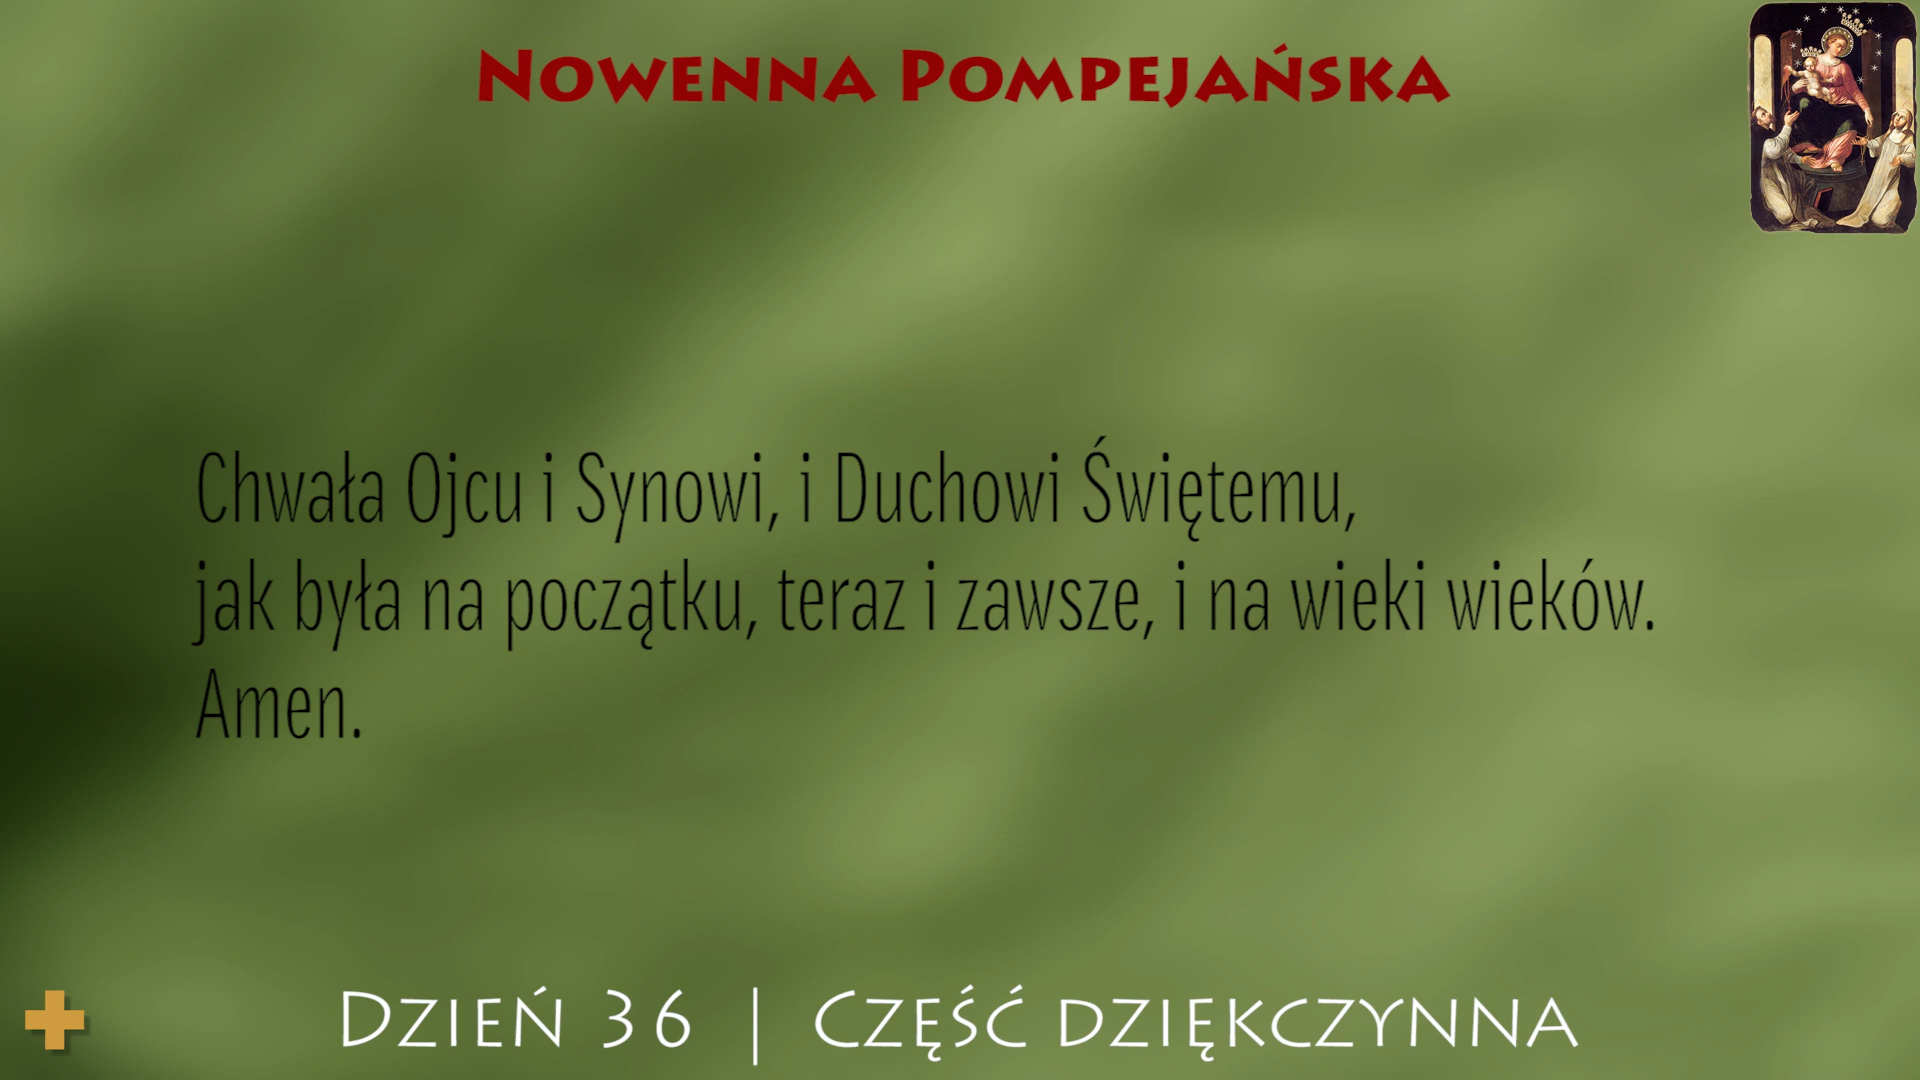 Nowenna Pompejańska
Chwała Ojcu i Synowi, i Duchowi Świętemu,
jak była na początku, teraz i zawsze, i na wieki wieków.
Amen.
Dzień 36 | Część dziękczynna